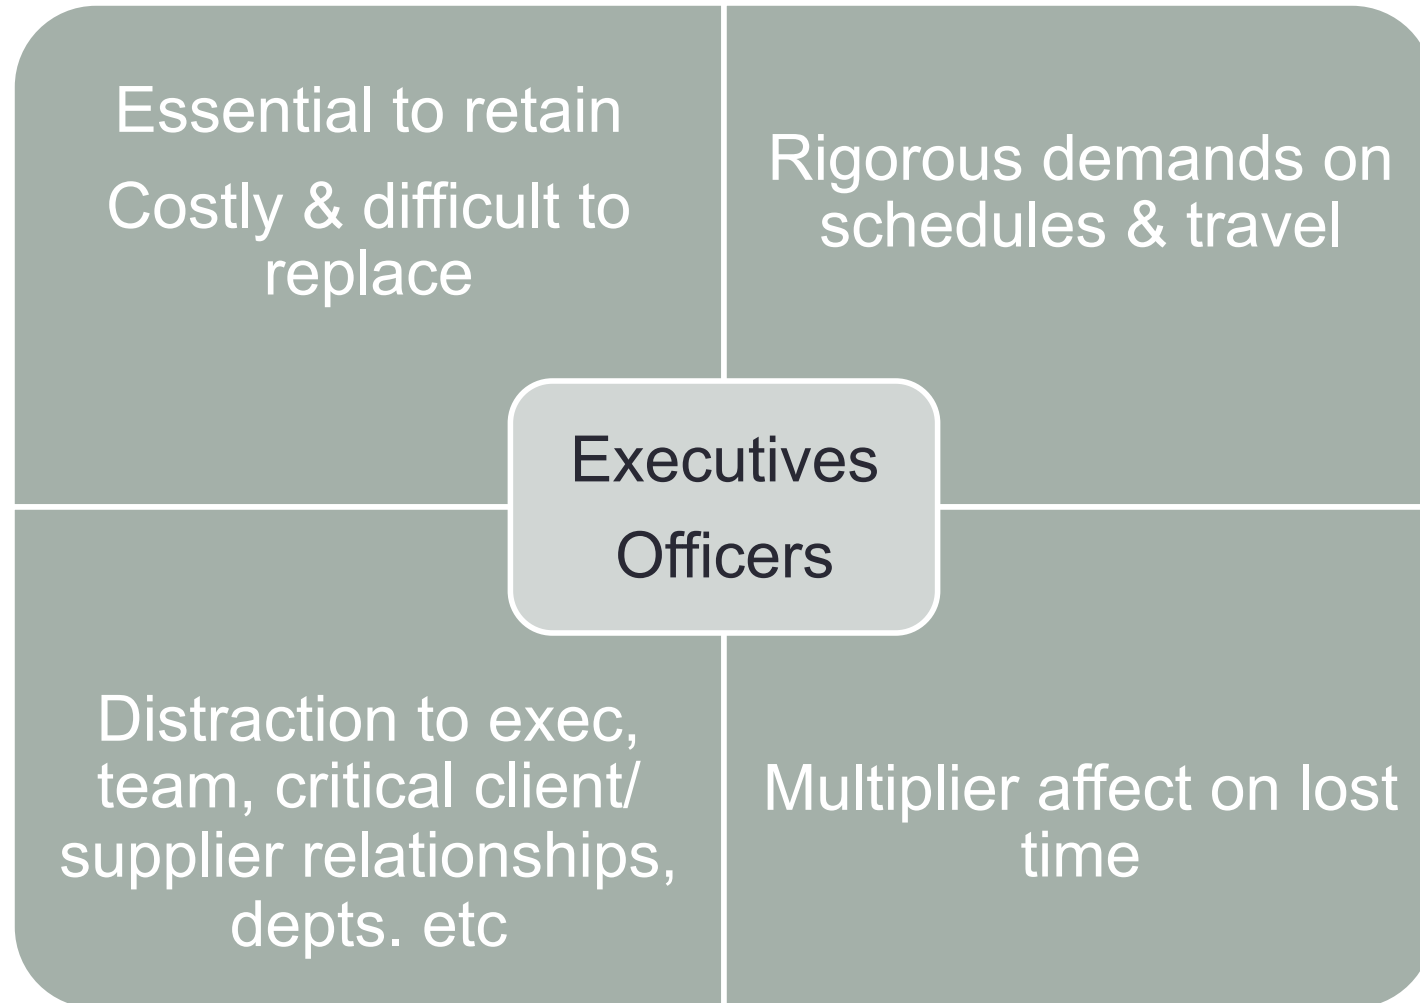 Essential to retain
Costly & difficult to
replace
Rigorous demands on
schedules & travel
Executives
Officers
Distraction to exec,
team, critical client/
supplier relationships,
depts. etc
Multiplier affect on lost
time